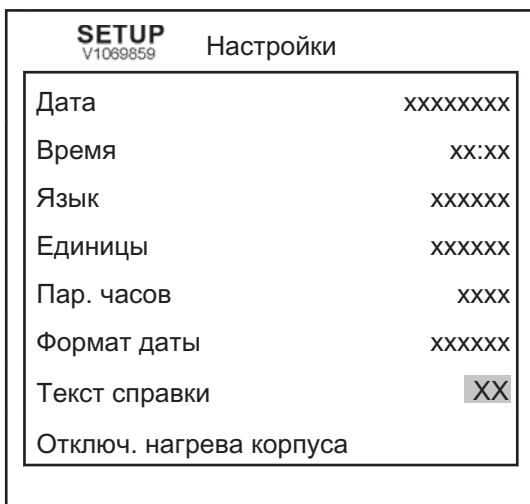 SETUP Настройки
V1069859
Дата xxxxxxxx
Время xx:xx
Язык xxxxxx
Единицы xxxxxx
Пар. часов xxxx
Формат даты xxxxxx
Текст справки XX
Отключ. нагрева корпуса